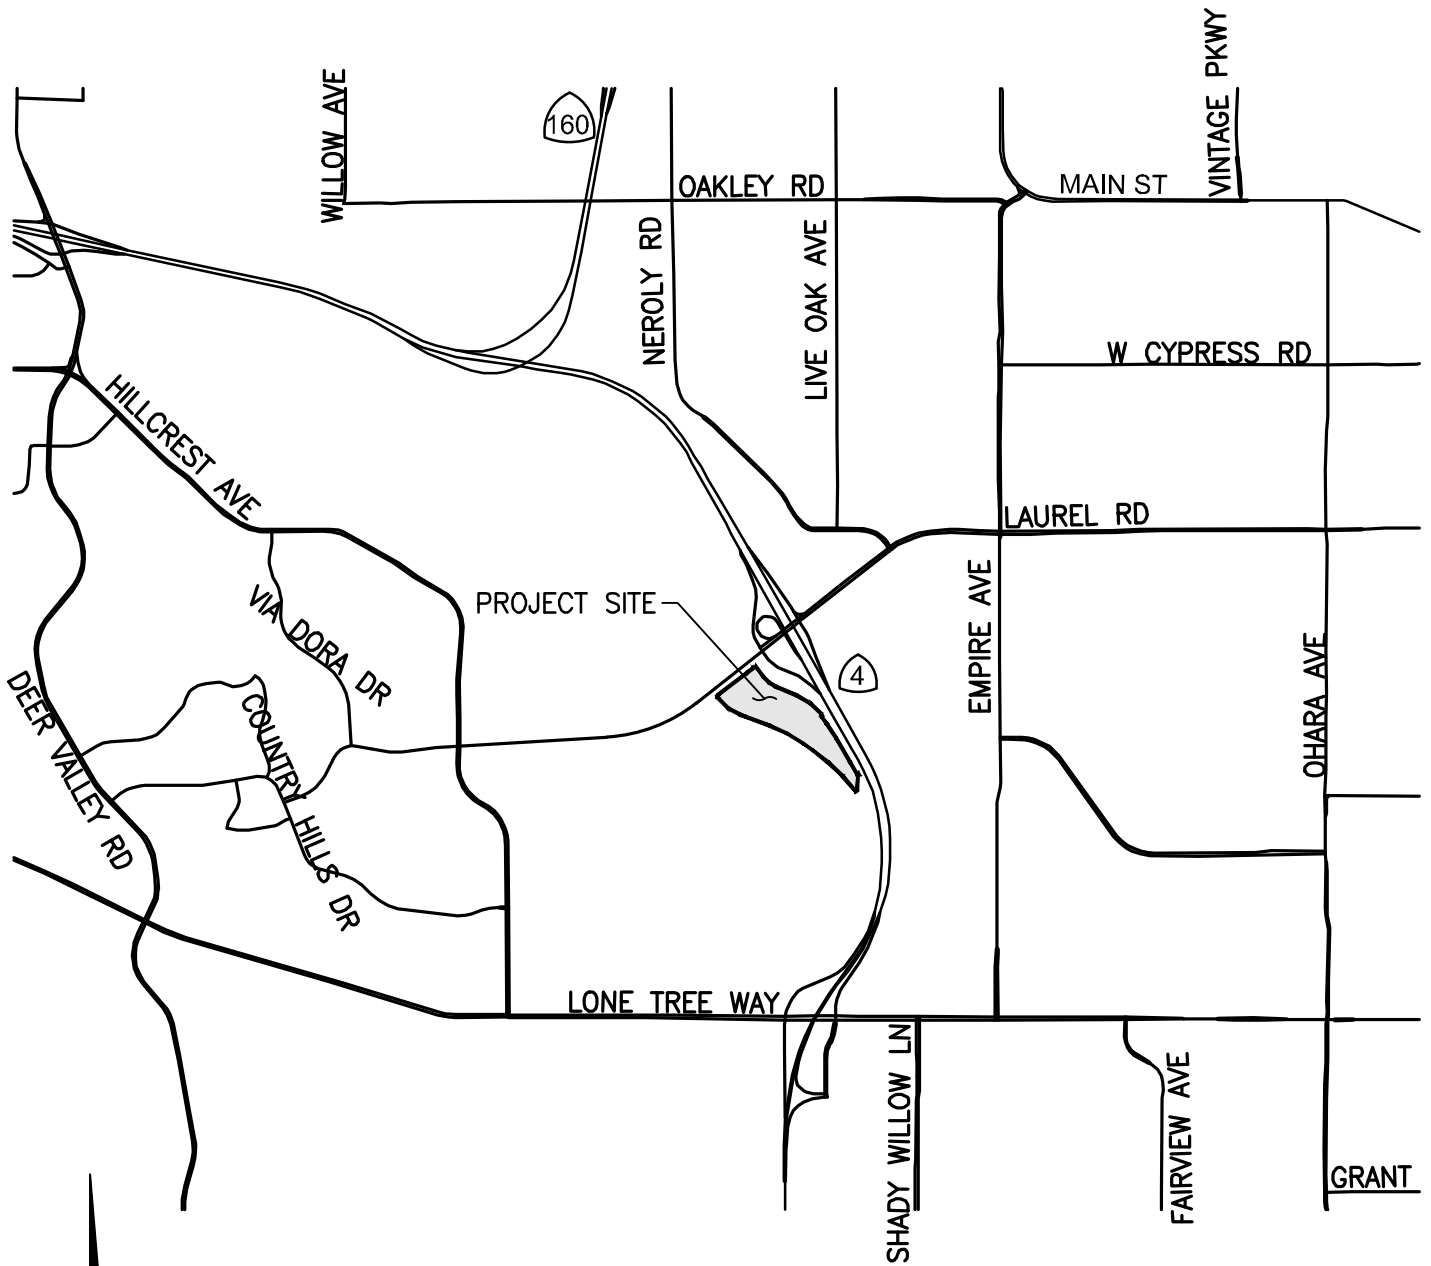 VINTAGE PKWY
WILLOW AVE
160
OAKLEY RD
MAIN ST
NEROLY RD
LIVE OAK AVE
W CYPRESS RD
HILLCREST AVE
LAUREL RD
EMPIRE AVE
VIA DORA DR
PROJECT SITE
4
OHARA AVE
DEER VALLEY RD
COUNTRY HILLS DR
LONE TREE WAY
SHADY WILLOW LN
FAIRVIEW AVE
GRANT